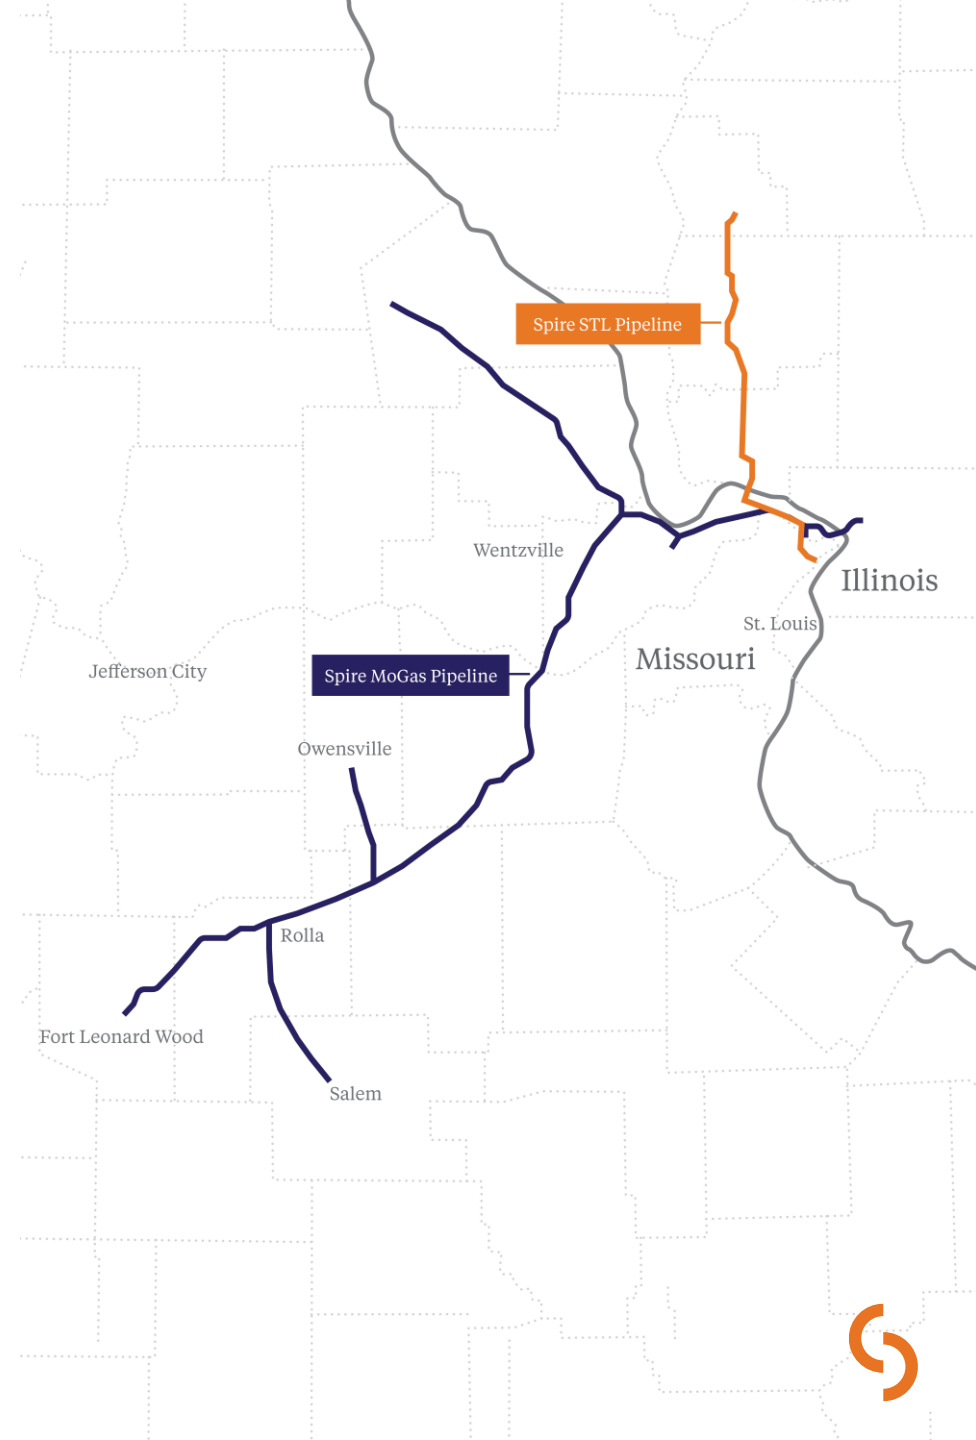 Spire STL Pipeline
Wentzville
Illinois
St. Louis
Missouri
Jefferson City
Spire MoGas Pipeline
Owensville
Rolla
Fort Leonard Wood
Salem